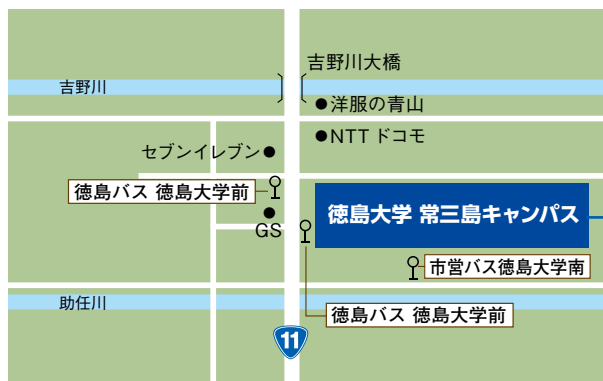 吉野川大橋
吉野川
●洋服の青山
●NTT ドコモ
セブンイレブン●
徳島バス 徳島大学前
徳島大学 常三島キャンパス
GS
市営バス徳島大学南
助任川
徳島バス 徳島大学前
11